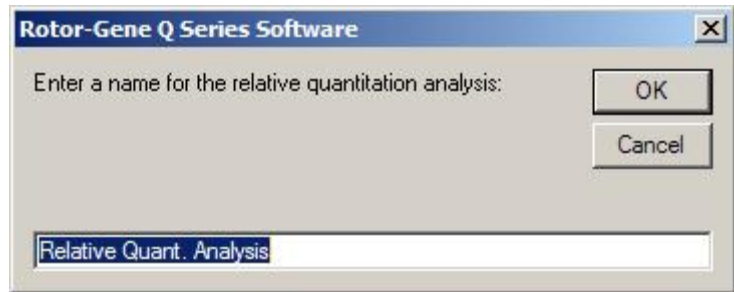 Rotor-Gene Q Series Software
Enter a name for the relative quantitation analysis:
OK
Cancel
Relative Quant. Analysis